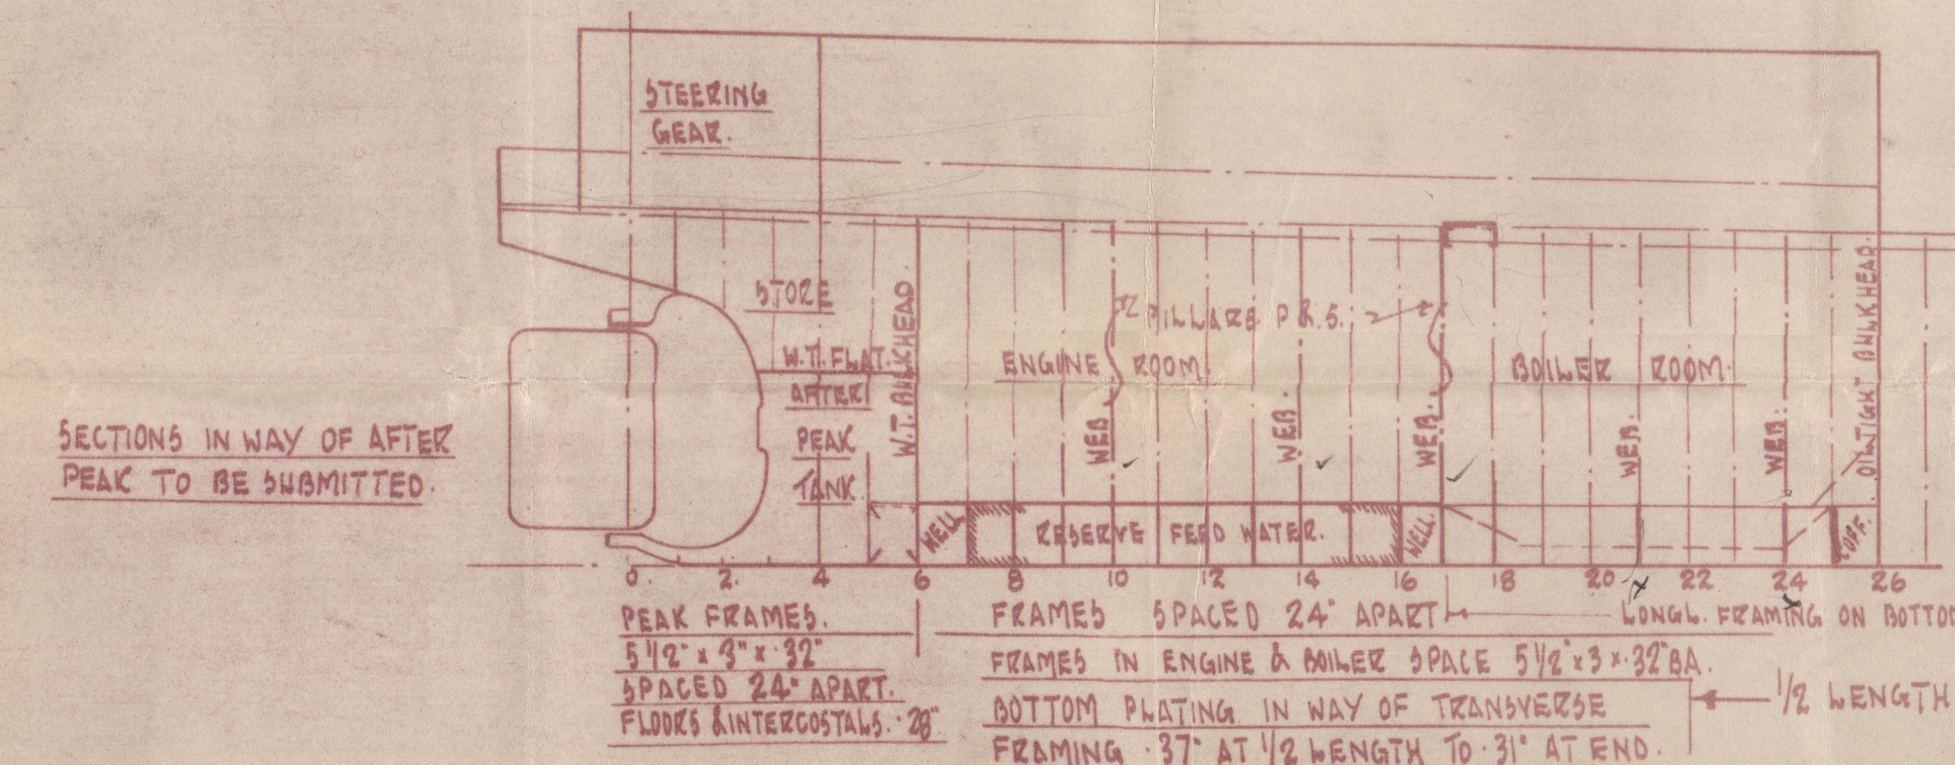 STEERING
GEAR.
STORE
W.T. FLAT.
AFTER
PEAK
TANK.
W.T. BULKHEAD.
ENGINE ROOM.
PILLARS P & S.
BOILER ROOM.
WEB.
WEB.
WEB.
WEB.
WEB.
OILTIGHT BULKHEAD.
SECTIONS IN WAY OF AFTER
PEAK TO BE SUBMITTED.
WELL
RESERVE FEED WATER.
WELL.
COFF.
0. 2. 4 6 8 10 12 14 16 18 20 22 24 26
PEAK FRAMES.
5 1/2" x 3" x .32"
SPACED 24" APART.
FLOORS & INTERCOSTALS. .28"
FRAMES SPACED 24" APART
LONGL. FRAMING ON BOTTO
FRAMES IN ENGINE & BOILER SPACE 5 1/2" x 3 x .32" BA.
BOTTOM PLATING IN WAY OF TRANSVERSE
FRAMING .37" AT 1/2 LENGTH TO .31" AT END.
1/2 LENGTH